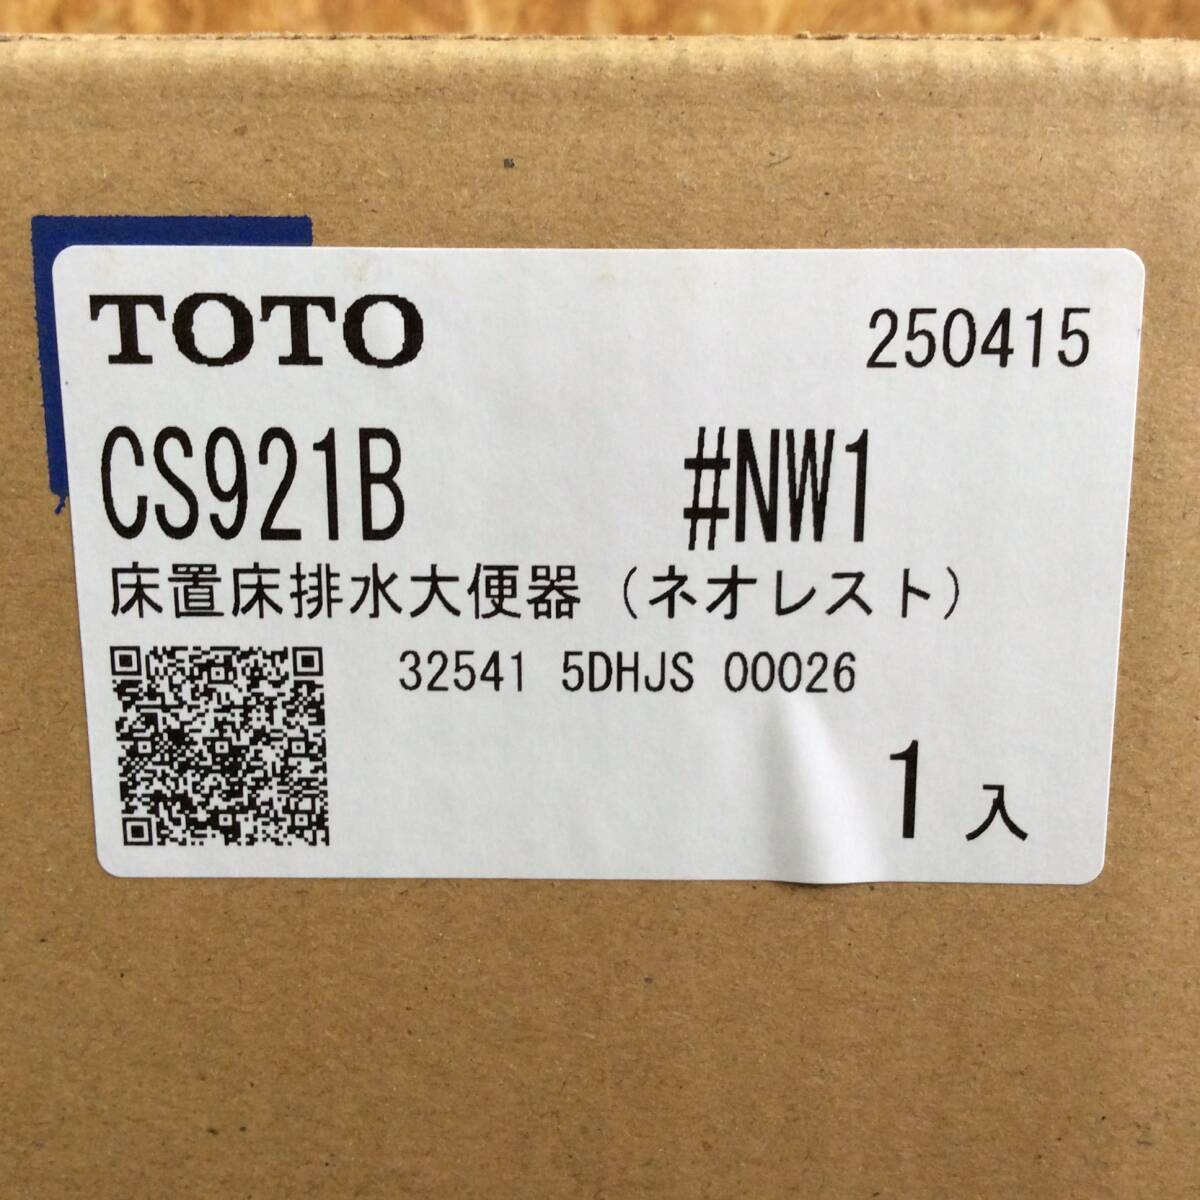 TOTO 250415
CS921B #NW1
床置床排水大便器（ネオレスト）
32541 5DHJS 00026
1 入